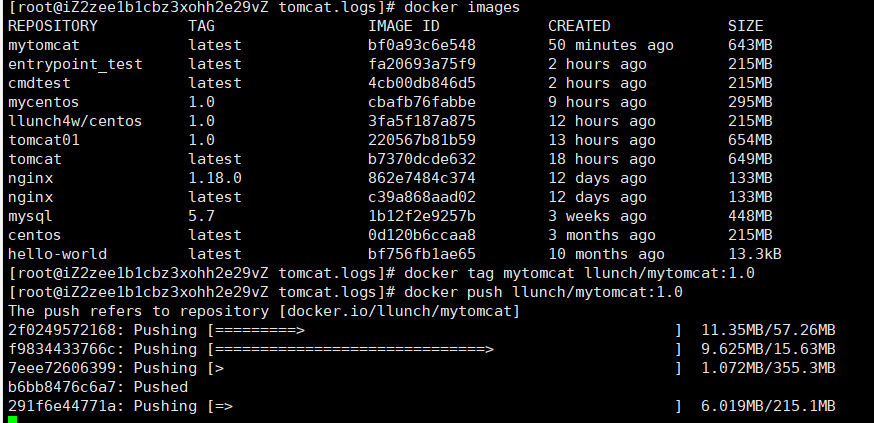 [root@iZ2zee1b1cbz3xohh2e29vZ tomcat.logs]# docker images
REPOSITORY TAG IMAGE ID CREATED SIZE
mytomcat latest bf0a93c6e548 50 minutes ago 643MB
entrypoint_test latest fa20693a75f9 2 hours ago 215MB
cmdtest latest 4cb00db846d5 2 hours ago 215MB
mycentos 1.0 cbafb76fabbe 9 hours ago 295MB
llunch4w/centos 1.0 3fa5f187a875 12 hours ago 215MB
tomcat01 1.0 220567b81b59 13 hours ago 654MB
tomcat latest b7370dcde632 18 hours ago 649MB
nginx 1.18.0 862e7484c374 12 days ago 133MB
nginx latest c39a868aad02 12 days ago 133MB
mysql 5.7 1b12f2e9257b 3 weeks ago 448MB
centos latest 0d120b6ccaa8 3 months ago 215MB
hello-world latest bf756fb1ae65 10 months ago 13.3kB
[root@iZ2zee1b1cbz3xohh2e29vZ tomcat.logs]# docker tag mytomcat llunch/mytomcat:1.0
[root@iZ2zee1b1cbz3xohh2e29vZ tomcat.logs]# docker push llunch/mytomcat:1.0
The push refers to repository [docker.io/llunch/mytomcat]
2f0249572168: Pushing [=========> ] 11.35MB/57.26MB
f9834433766c: Pushing [==============================> ] 9.625MB/15.63MB
7eee72606399: Pushing [> ] 1.072MB/355.3MB
b6bb8476c6a7: Pushed
291f6e44771a: Pushing [=> ] 6.019MB/215.1MB